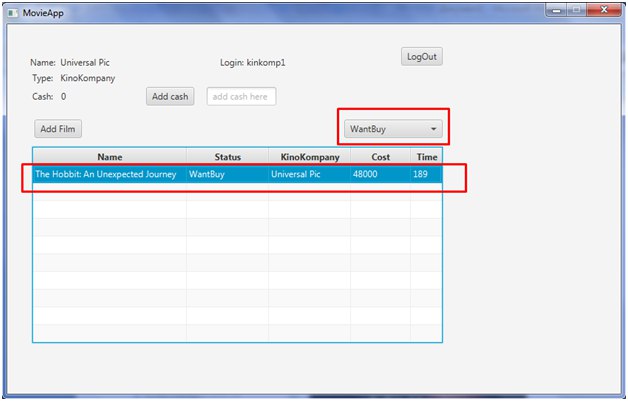 MovieApp
Name: Universal Pic Login: kinkomp1 LogOut
Type: KinoKompany
Cash: 0 Add cash add cash here
Add Film WantBuy
Name Status KinoKompany Cost Time
The Hobbit: An Unexpected Journey WantBuy Universal Pic 48000 189